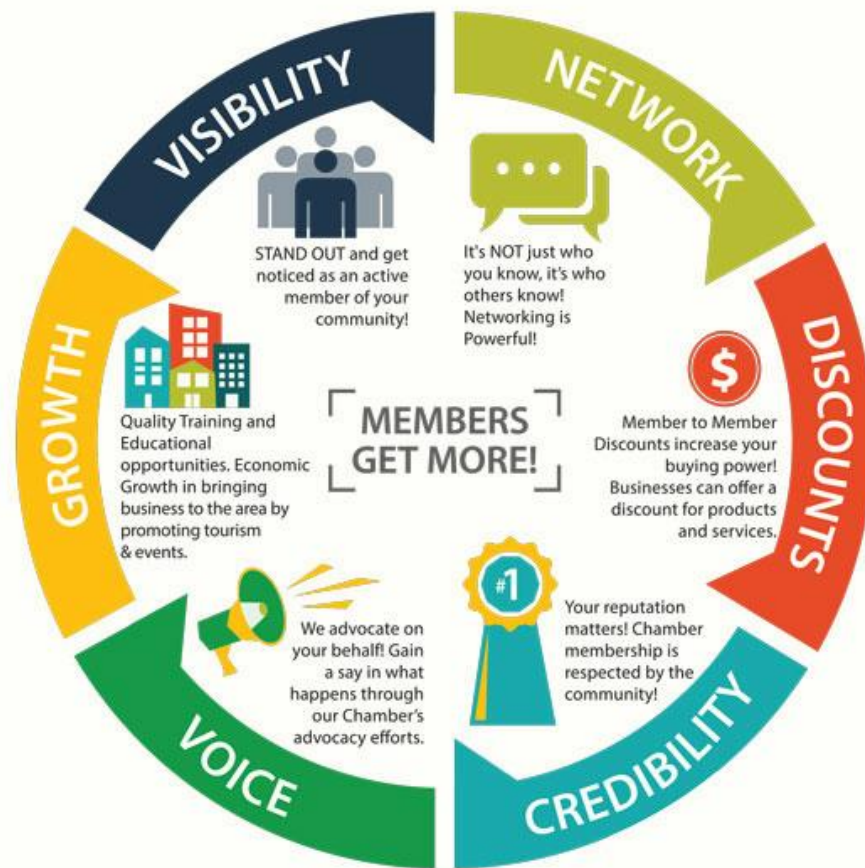 VISIBILITY
STAND OUT and get
noticed as an active
member of your
community!
NETWORK
It's NOT just who
you know, it's who
others know!
Networking is
Powerful!
DISCOUNTS
$
Member to Member
Discounts increase your
buying power!
Businesses can offer a
discount for products
and services.
CREDIBILITY
#1
Your reputation
matters! Chamber
membership is
respected by the
community!
VOICE
We advocate on
your behalf! Gain
a say in what
happens through
our Chamber's
advocacy efforts.
GROWTH
Quality Training and
Educational
opportunities. Economic
Growth in bringing
business to the area by
promoting tourism
& events.
MEMBERS
GET MORE!